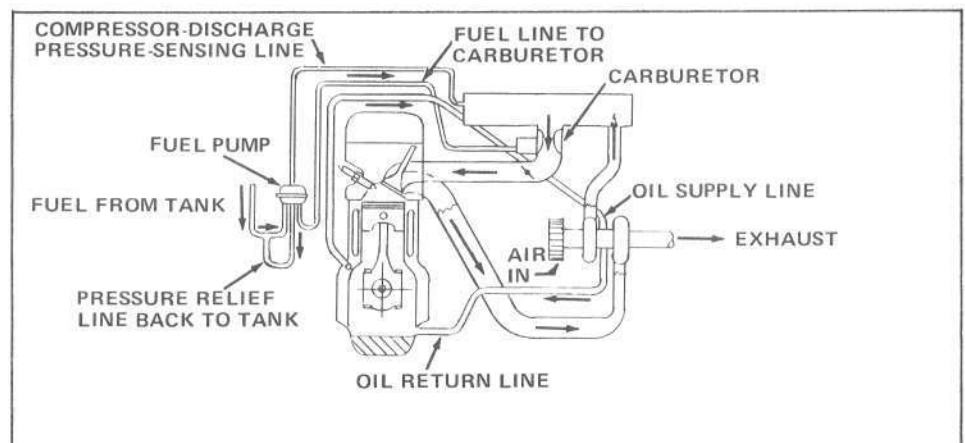 COMPRESSOR-DISCHARGE
PRESSURE-SENSING LINE
FUEL LINE TO
CARBURETOR
CARBURETOR
FUEL PUMP
FUEL FROM TANK
OIL SUPPLY LINE
EXHAUST
AIR
IN
PRESSURE RELIEF
LINE BACK TO TANK
OIL RETURN LINE